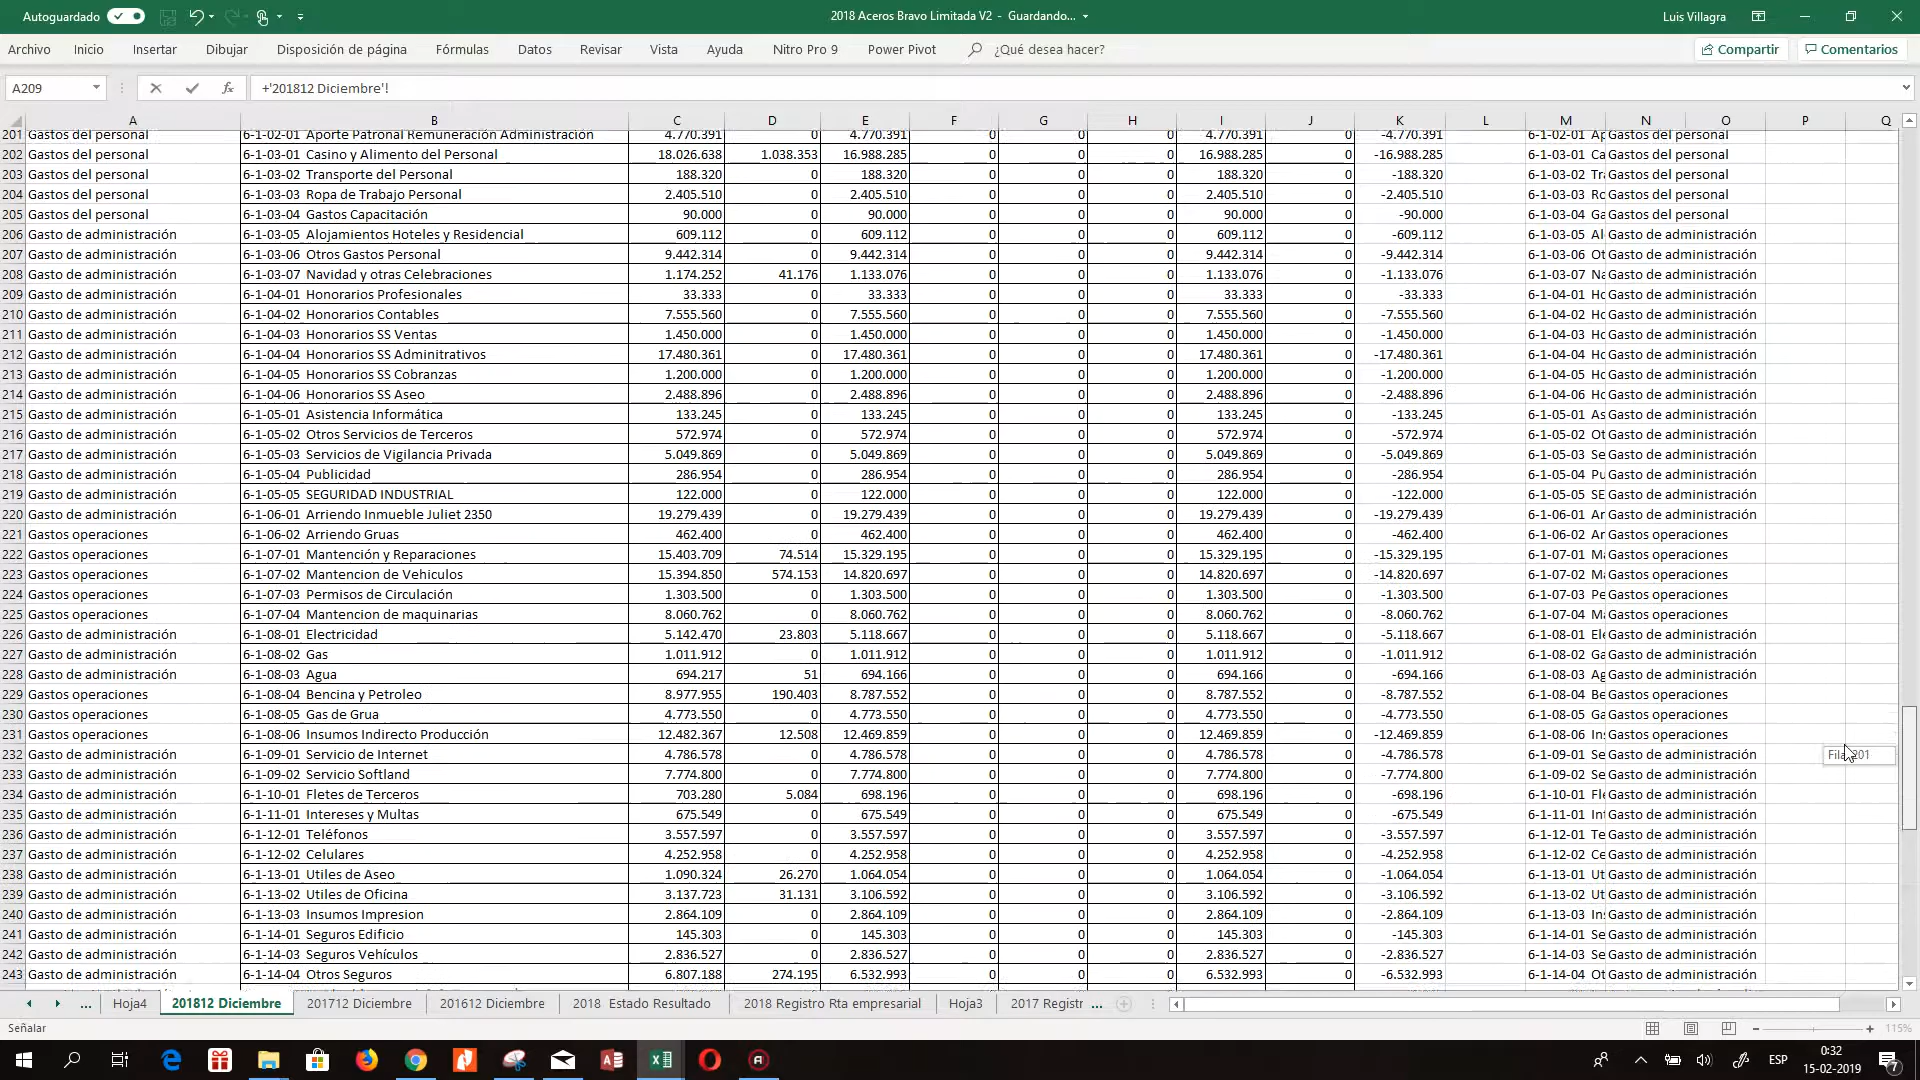 Autoguardado
2018 Aceros Bravo Limitada V2 - Guardando...
Luis Villagra
Archivo Inicio Insertar Dibujar Disposición de página Fórmulas Datos Revisar Vista Ayuda Nitro Pro 9 Power Pivot ¿Qué desea hacer? Compartir Comentarios
A209 fx +'201812 Diciembre'!
A B C D E F G H I J K L M N O P Q
201 Gastos del personal 6-1-02-01 Aporte Patronal Remuneración Administración 4.770.391 0 4.770.391 0 0 0 4.770.391 0 -4.770.391 6-1-02-01 Ap Gastos del personal
202 Gastos del personal 6-1-03-01 Casino y Alimento del Personal 18.026.638 1.038.353 16.988.285 0 0 0 16.988.285 0 -16.988.285 6-1-03-01 Ca Gastos del personal
203 Gastos del personal 6-1-03-02 Transporte del Personal 188.320 0 188.320 0 0 0 188.320 0 -188.320 6-1-03-02 Tr Gastos del personal
204 Gastos del personal 6-1-03-03 Ropa de Trabajo Personal 2.405.510 0 2.405.510 0 0 0 2.405.510 0 -2.405.510 6-1-03-03 Ro Gastos del personal
205 Gastos del personal 6-1-03-04 Gastos Capacitación 90.000 0 90.000 0 0 0 90.000 0 -90.000 6-1-03-04 Ga Gastos del personal
206 Gasto de administración 6-1-03-05 Alojamientos Hoteles y Residencial 609.112 0 609.112 0 0 0 609.112 0 -609.112 6-1-03-05 Al Gasto de administración
207 Gasto de administración 6-1-03-06 Otros Gastos Personal 9.442.314 0 9.442.314 0 0 0 9.442.314 0 -9.442.314 6-1-03-06 Ot Gasto de administración
208 Gasto de administración 6-1-03-07 Navidad y otras Celebraciones 1.174.252 41.176 1.133.076 0 0 0 1.133.076 0 -1.133.076 6-1-03-07 Na Gasto de administración
209 Gasto de administración 6-1-04-01 Honorarios Profesionales 33.333 0 33.333 0 0 0 33.333 0 -33.333 6-1-04-01 Ho Gasto de administración
210 Gasto de administración 6-1-04-02 Honorarios Contables 7.555.560 0 7.555.560 0 0 0 7.555.560 0 -7.555.560 6-1-04-02 Ho Gasto de administración
211 Gasto de administración 6-1-04-03 Honorarios SS Ventas 1.450.000 0 1.450.000 0 0 0 1.450.000 0 -1.450.000 6-1-04-03 Ho Gasto de administración
212 Gasto de administración 6-1-04-04 Honorarios SS Adminitrativos 17.480.361 0 17.480.361 0 0 0 17.480.361 0 -17.480.361 6-1-04-04 Ho Gasto de administración
213 Gasto de administración 6-1-04-05 Honorarios SS Cobranzas 1.200.000 0 1.200.000 0 0 0 1.200.000 0 -1.200.000 6-1-04-05 Ho Gasto de administración
214 Gasto de administración 6-1-04-06 Honorarios SS Aseo 2.488.896 0 2.488.896 0 0 0 2.488.896 0 -2.488.896 6-1-04-06 Ho Gasto de administración
215 Gasto de administración 6-1-05-01 Asistencia Informática 133.245 0 133.245 0 0 0 133.245 0 -133.245 6-1-05-01 As Gasto de administración
216 Gasto de administración 6-1-05-02 Otros Servicios de Terceros 572.974 0 572.974 0 0 0 572.974 0 -572.974 6-1-05-02 Ot Gasto de administración
217 Gasto de administración 6-1-05-03 Servicios de Vigilancia Privada 5.049.869 0 5.049.869 0 0 0 5.049.869 0 -5.049.869 6-1-05-03 Se Gasto de administración
218 Gasto de administración 6-1-05-04 Publicidad 286.954 0 286.954 0 0 0 286.954 0 -286.954 6-1-05-04 Pu Gasto de administración
219 Gasto de administración 6-1-05-05 SEGURIDAD INDUSTRIAL 122.000 0 122.000 0 0 0 122.000 0 -122.000 6-1-05-05 SE Gasto de administración
220 Gasto de administración 6-1-06-01 Arriendo Inmueble Juliet 2350 19.279.439 0 19.279.439 0 0 0 19.279.439 0 -19.279.439 6-1-06-01 Ar Gasto de administración
221 Gastos operaciones 6-1-06-02 Arriendo Gruas 462.400 0 462.400 0 0 0 462.400 0 -462.400 6-1-06-02 Ar Gastos operaciones
222 Gastos operaciones 6-1-07-01 Mantención y Reparaciones 15.403.709 74.514 15.329.195 0 0 0 15.329.195 0 -15.329.195 6-1-07-01 Ma Gastos operaciones
223 Gastos operaciones 6-1-07-02 Mantencion de Vehiculos 15.394.850 574.153 14.820.697 0 0 0 14.820.697 0 -14.820.697 6-1-07-02 Ma Gastos operaciones
224 Gastos operaciones 6-1-07-03 Permisos de Circulación 1.303.500 0 1.303.500 0 0 0 1.303.500 0 -1.303.500 6-1-07-03 Pe Gastos operaciones
225 Gastos operaciones 6-1-07-04 Mantencion de maquinarias 8.060.762 0 8.060.762 0 0 0 8.060.762 0 -8.060.762 6-1-07-04 Ma Gastos operaciones
226 Gasto de administración 6-1-08-01 Electricidad 5.142.470 23.803 5.118.667 0 0 0 5.118.667 0 -5.118.667 6-1-08-01 Ele Gasto de administración
227 Gasto de administración 6-1-08-02 Gas 1.011.912 0 1.011.912 0 0 0 1.011.912 0 -1.011.912 6-1-08-02 Ga Gasto de administración
228 Gasto de administración 6-1-08-03 Agua 694.217 51 694.166 0 0 0 694.166 0 -694.166 6-1-08-03 Ag Gasto de administración
229 Gastos operaciones 6-1-08-04 Bencina y Petroleo 8.977.955 190.403 8.787.552 0 0 0 8.787.552 0 -8.787.552 6-1-08-04 Be Gastos operaciones
230 Gastos operaciones 6-1-08-05 Gas de Grua 4.773.550 0 4.773.550 0 0 0 4.773.550 0 -4.773.550 6-1-08-05 Ga Gastos operaciones
231 Gastos operaciones 6-1-08-06 Insumos Indirecto Producción 12.482.367 12.508 12.469.859 0 0 0 12.469.859 0 -12.469.859 6-1-08-06 In Gastos operaciones
232 Gasto de administración 6-1-09-01 Servicio de Internet 4.786.578 0 4.786.578 0 0 0 4.786.578 0 -4.786.578 6-1-09-01 Se Gasto de administración
233 Gasto de administración 6-1-09-02 Servicio Softland 7.774.800 0 7.774.800 0 0 0 7.774.800 0 -7.774.800 6-1-09-02 Se Gasto de administración
234 Gasto de administración 6-1-10-01 Fletes de Terceros 703.280 5.084 698.196 0 0 0 698.196 0 -698.196 6-1-10-01 Fle Gasto de administración
235 Gasto de administración 6-1-11-01 Intereses y Multas 675.549 0 675.549 0 0 0 675.549 0 -675.549 6-1-11-01 Int Gasto de administración
236 Gasto de administración 6-1-12-01 Teléfonos 3.557.597 0 3.557.597 0 0 0 3.557.597 0 -3.557.597 6-1-12-01 Te Gasto de administración
237 Gasto de administración 6-1-12-02 Celulares 4.252.958 0 4.252.958 0 0 0 4.252.958 0 -4.252.958 6-1-12-02 Ce Gasto de administración
238 Gasto de administración 6-1-13-01 Utiles de Aseo 1.090.324 26.270 1.064.054 0 0 0 1.064.054 0 -1.064.054 6-1-13-01 Ut Gasto de administración
239 Gasto de administración 6-1-13-02 Utiles de Oficina 3.137.723 31.131 3.106.592 0 0 0 3.106.592 0 -3.106.592 6-1-13-02 Ut Gasto de administración
240 Gasto de administración 6-1-13-03 Insumos Impresion 2.864.109 0 2.864.109 0 0 0 2.864.109 0 -2.864.109 6-1-13-03 In Gasto de administración
241 Gasto de administración 6-1-14-01 Seguros Edificio 145.303 0 145.303 0 0 0 145.303 0 -145.303 6-1-14-01 Se Gasto de administración
242 Gasto de administración 6-1-14-03 Seguros Vehículos 2.836.527 0 2.836.527 0 0 0 2.836.527 0 -2.836.527 6-1-14-03 Se Gasto de administración
243 Gasto de administración 6-1-14-04 Otros Seguros 6.807.188 274.195 6.532.993 0 0 0 6.532.993 0 -6.532.993 6-1-14-04 Ot Gasto de administración
... Hoja4 201812 Diciembre 201712 Diciembre 201612 Diciembre 2018 Estado Resultado 2018 Registro Rta empresarial Hoja3 2017 Registr ...
Señalar 115%
ESP 0:32
15-02-2019 7